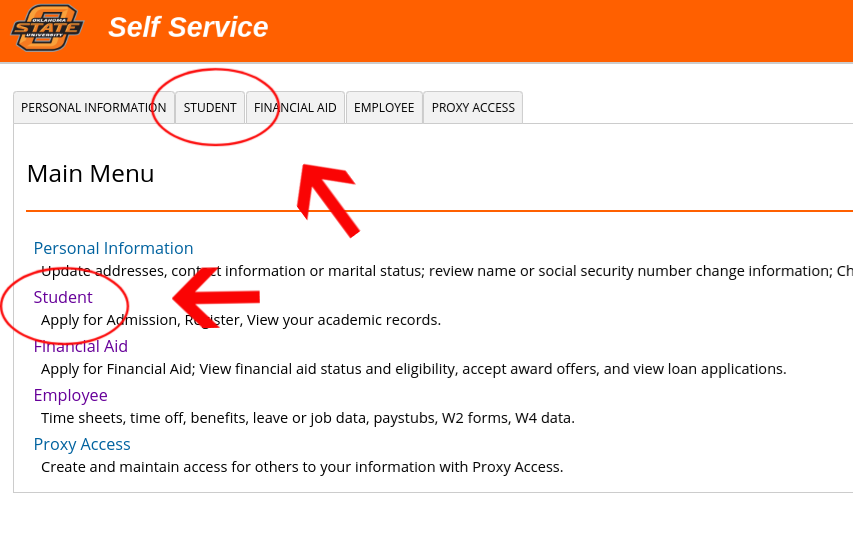 OKLAHOMA
STATE
UNIVERSITY
Self Service
PERSONAL INFORMATION STUDENT FINANCIAL AID EMPLOYEE PROXY ACCESS
Main Menu
Personal Information
Update addresses, contact information or marital status; review name or social security number change information; Ch
Student
Apply for Admission, Register, View your academic records.
Financial Aid
Apply for Financial Aid; View financial aid status and eligibility, accept award offers, and view loan applications.
Employee
Time sheets, time off, benefits, leave or job data, paystubs, W2 forms, W4 data.
Proxy Access
Create and maintain access for others to your information with Proxy Access.